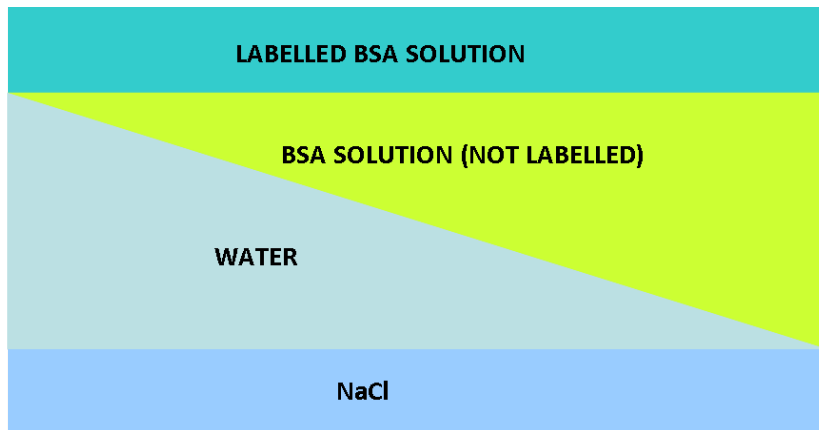 LABELLED BSA SOLUTION
BSA SOLUTION (NOT LABELLED)
WATER
NaCl